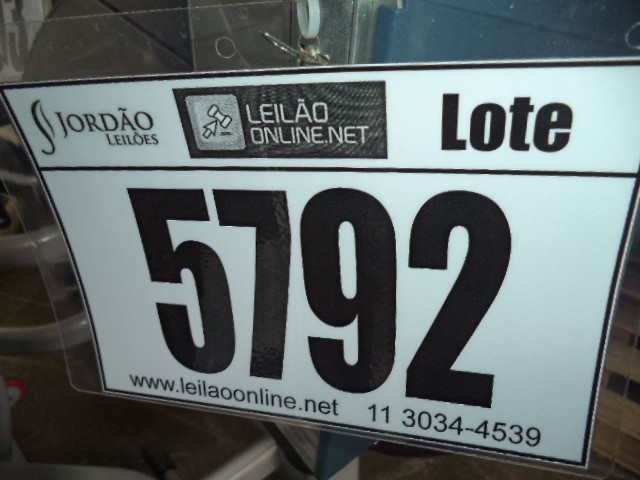 JORDÃO
LEILÕES
LEILÃO
ONLINE.NET
Lote
5792
www.leilaoonline.net 11 3034-4539